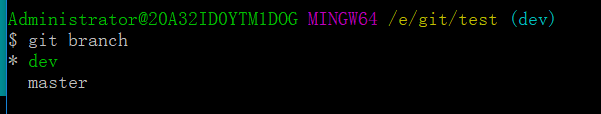 Administrator@20A32IDOYTM1DOG MINGW64 /e/git/test (dev)
$ git branch
* dev
  master